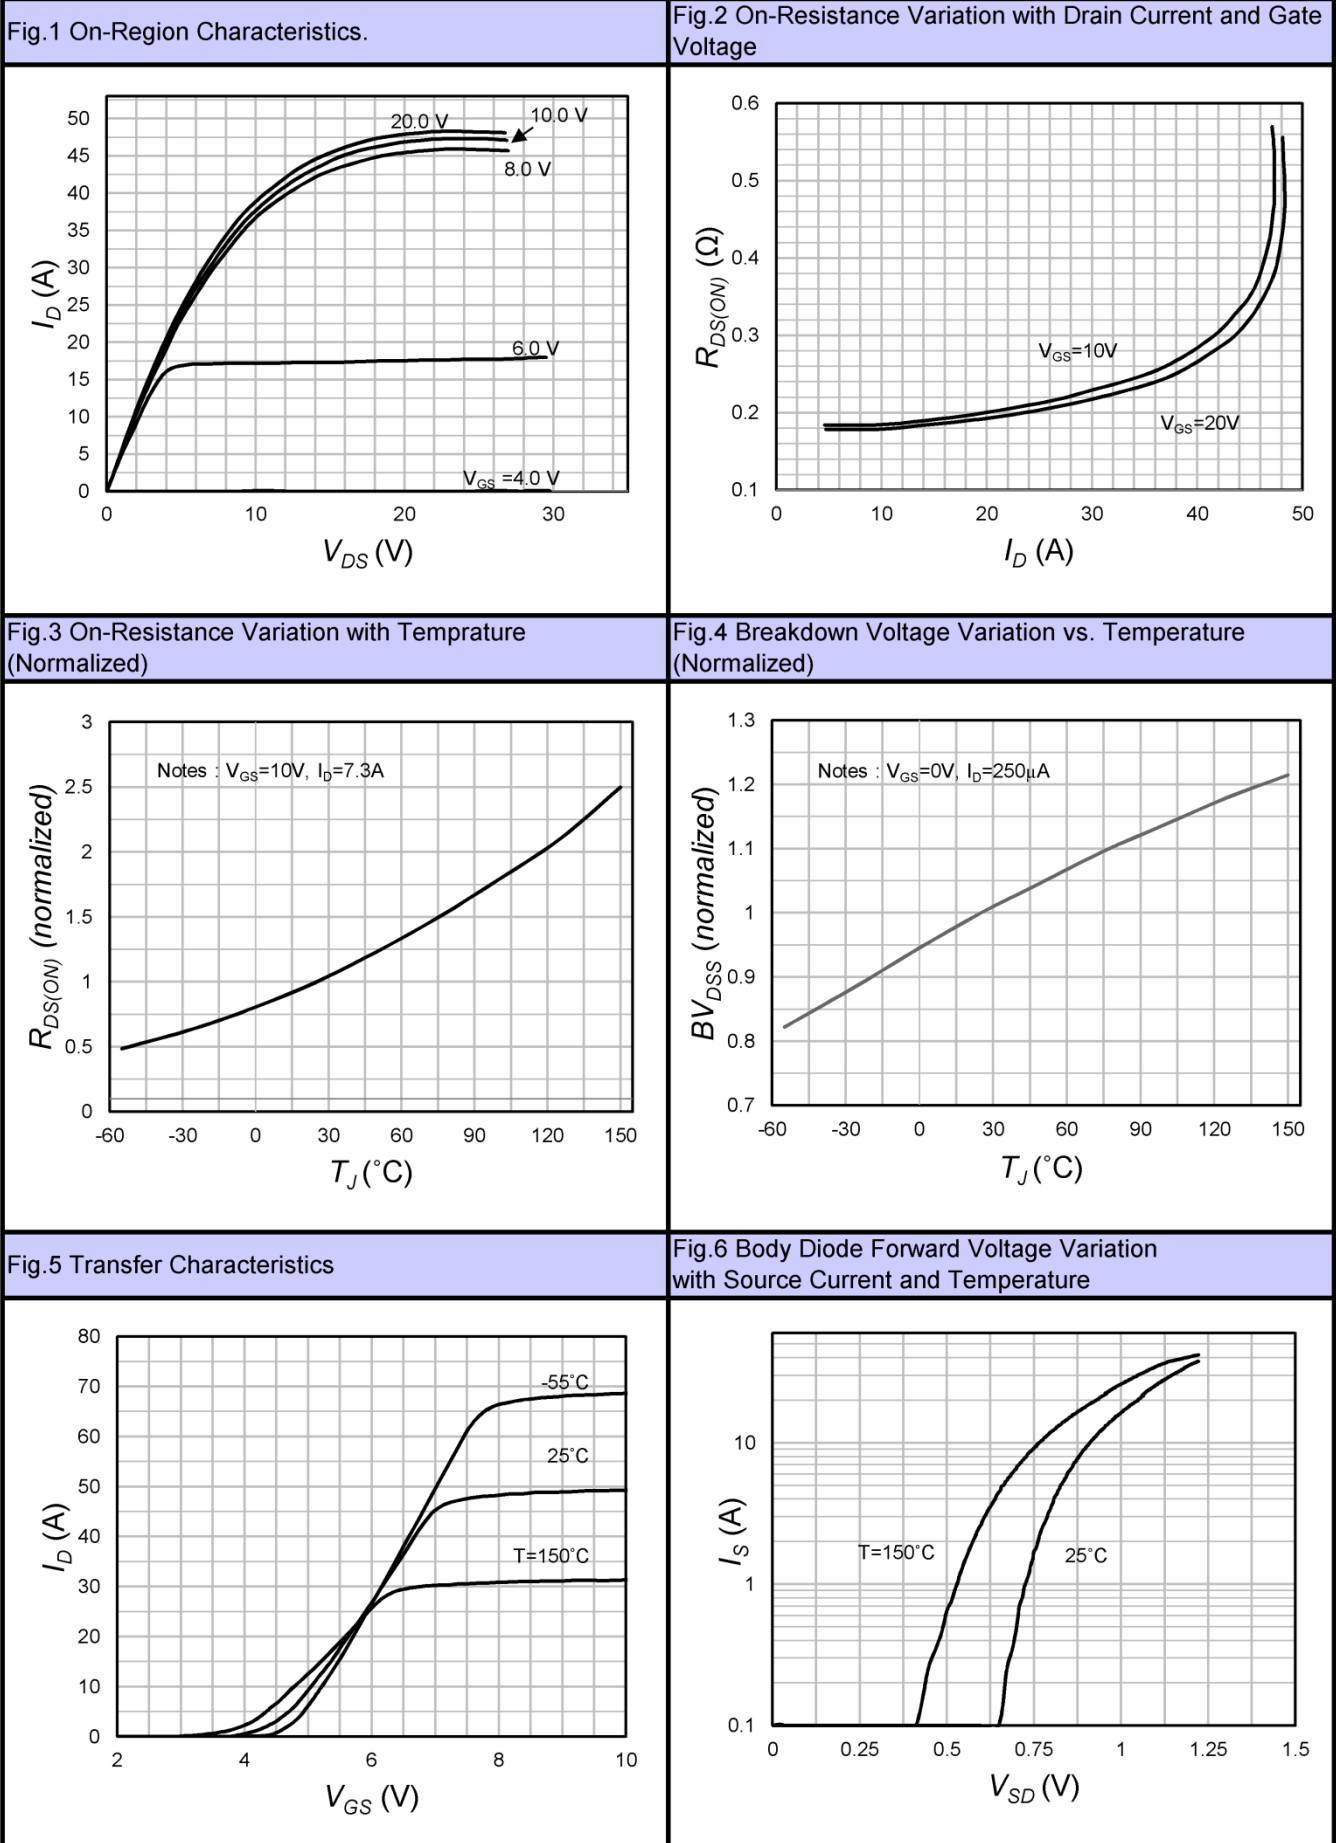 Fig.1 On-Region Characteristics.
Fig.2 On-Resistance Variation with Drain Current and Gate
Voltage
50
45
40
35
30
25
20
15
10
5
0
I_D (A)
20.0 V
10.0 V
8.0 V
6.0 V
V_GS =4.0 V
0 10 20 30
V_DS (V)
0.6
0.5
0.4
0.3
0.2
0.1
R_DS(ON) (Ω)
V_GS=10V
V_GS=20V
0 10 20 30 40 50
I_D (A)
Fig.3 On-Resistance Variation with Temprature
(Normalized)
Fig.4 Breakdown Voltage Variation vs. Temperature
(Normalized)
3
2.5
2
1.5
1
0.5
0
R_DS(ON) (normalized)
Notes : V_GS=10V, I_D=7.3A
-60 -30 0 30 60 90 120 150
T_J (°C)
1.3
1.2
1.1
1
0.9
0.8
0.7
BV_DSS (normalized)
Notes : V_GS=0V, I_D=250μA
-60 -30 0 30 60 90 120 150
T_J (°C)
Fig.5 Transfer Characteristics
Fig.6 Body Diode Forward Voltage Variation
with Source Current and Temperature
80
70
60
50
40
30
20
10
0
I_D (A)
-55°C
25°C
T=150°C
2 4 6 8 10
V_GS (V)
10
1
0.1
I_S (A)
T=150°C
25°C
0 0.25 0.5 0.75 1 1.25 1.5
V_SD (V)